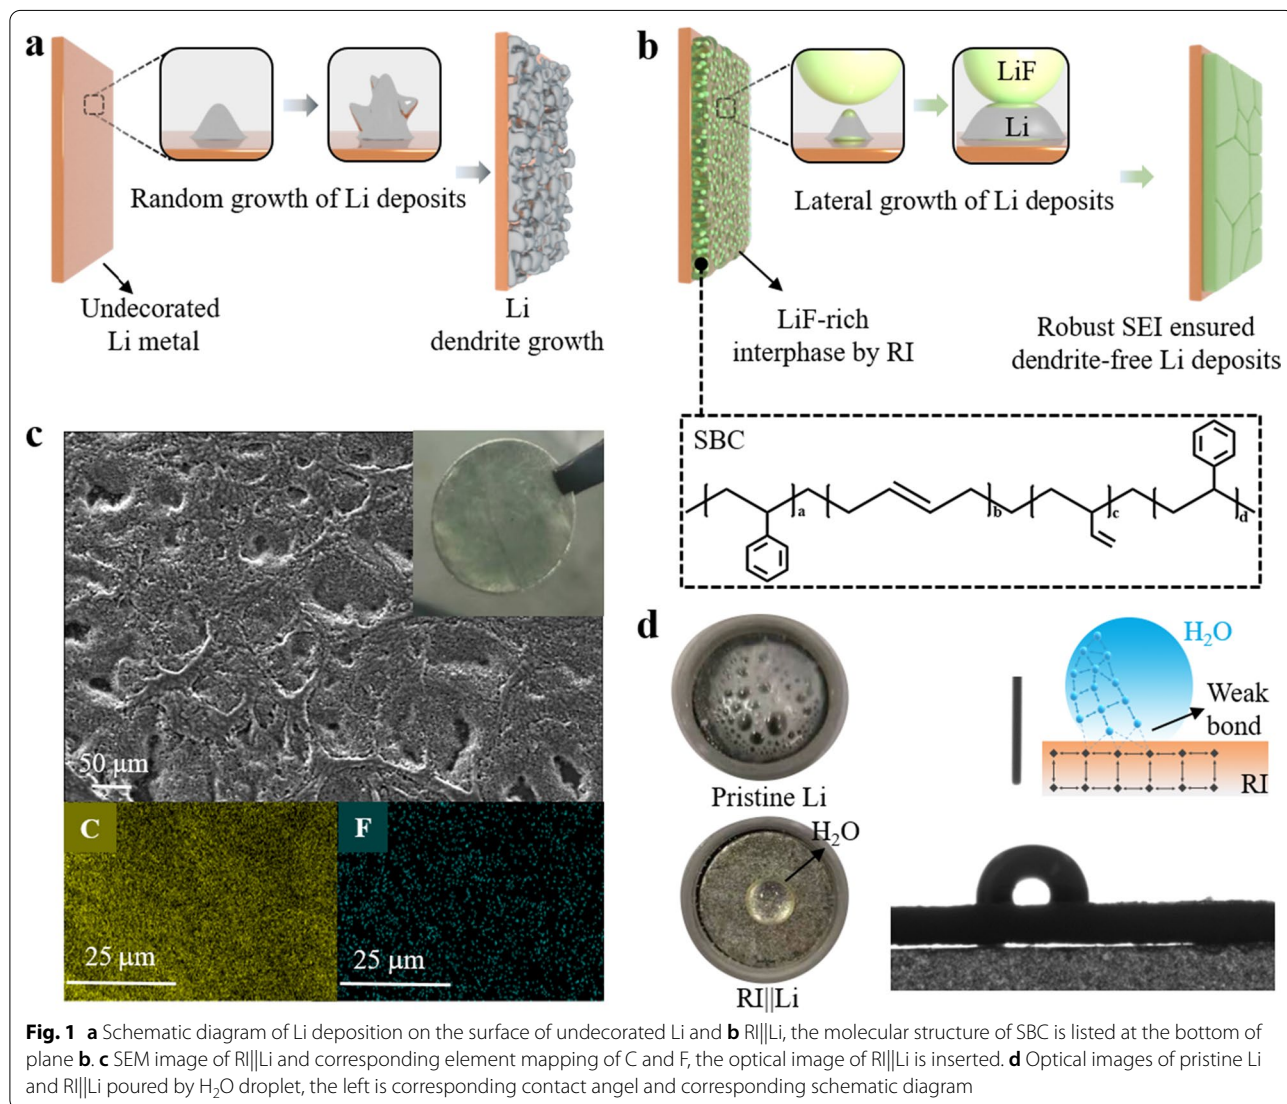 a
Random growth of Li deposits
Undecorated
Li metal
Li
dendrite growth
b
LiF
Li
Lateral growth of Li deposits
LiF-rich
interphase by RI
Robust SEI ensured
dendrite-free Li deposits
SBC
a
b
c
d
c
50 μm
C
25 μm
F
25 μm
d
Pristine Li
H₂O
RI||Li
H₂O
Weak
bond
RI
Fig. 1 a Schematic diagram of Li deposition on the surface of undecorated Li and b RI||Li, the molecular structure of SBC is listed at the bottom of
plane b. c SEM image of RI||Li and corresponding element mapping of C and F, the optical image of RI||Li is inserted. d Optical images of pristine Li
and RI||Li poured by H₂O droplet, the left is corresponding contact angel and corresponding schematic diagram